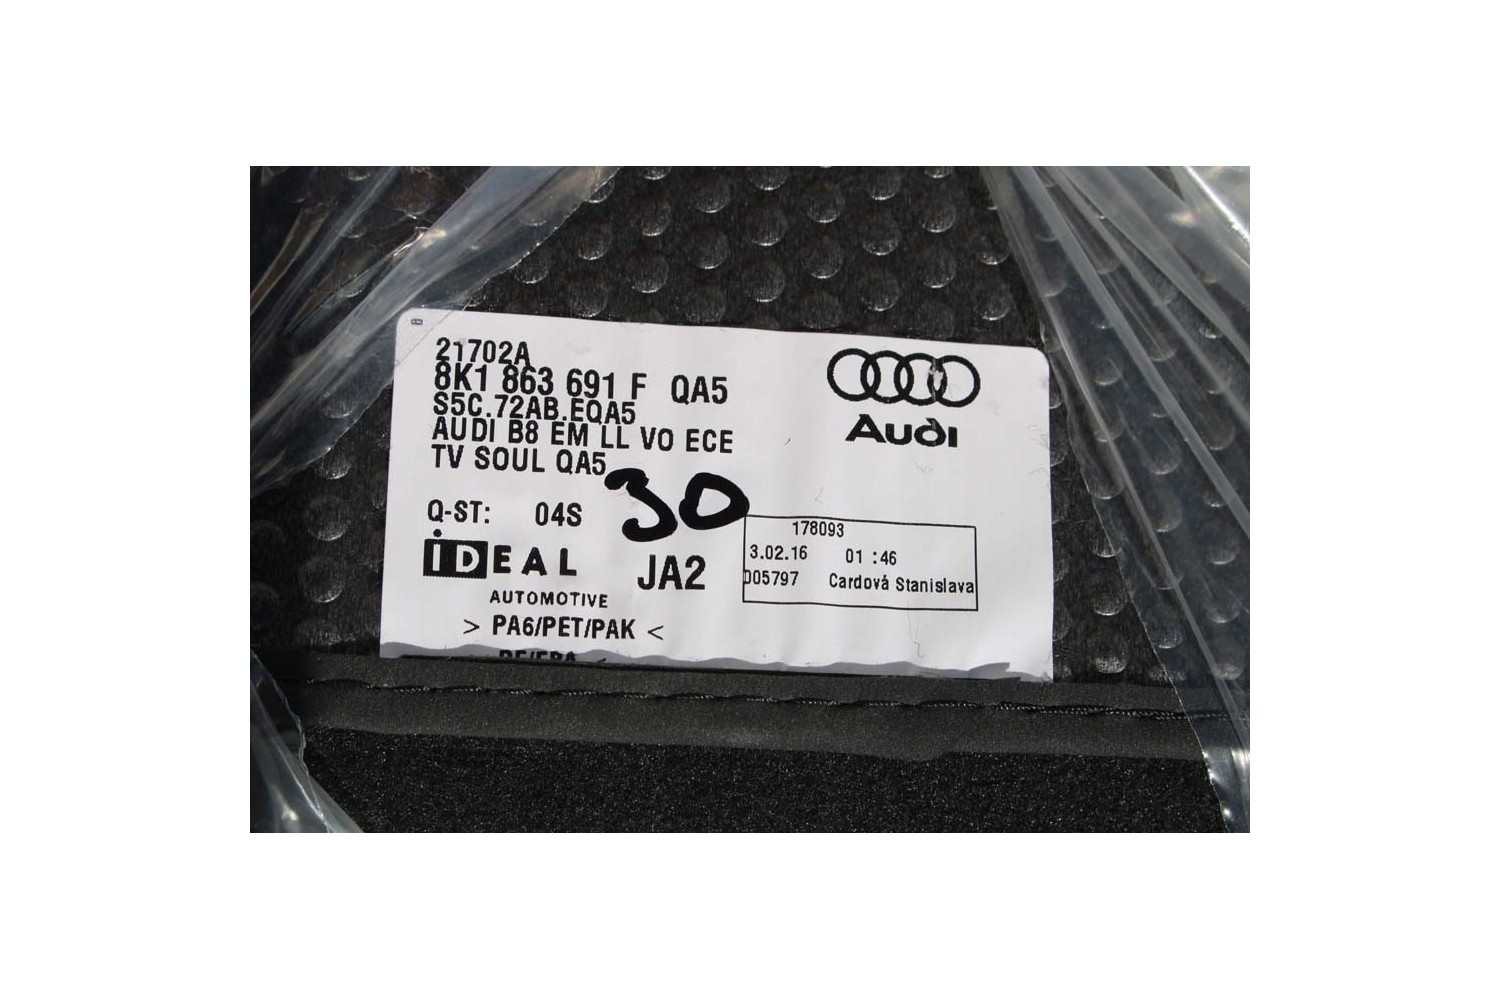 21702A
8K1 863 691 F QA5
S5C.72AB.EQA5
AUDI B8 EM LL VO ECE
TV SOUL QA5
Audi
30
Q-ST: 04S
iDEAL
AUTOMOTIVE
JA2
178093
3.02.16 01 :46
D05797 Cardová Stanislava
> PA6/PET/PAK <